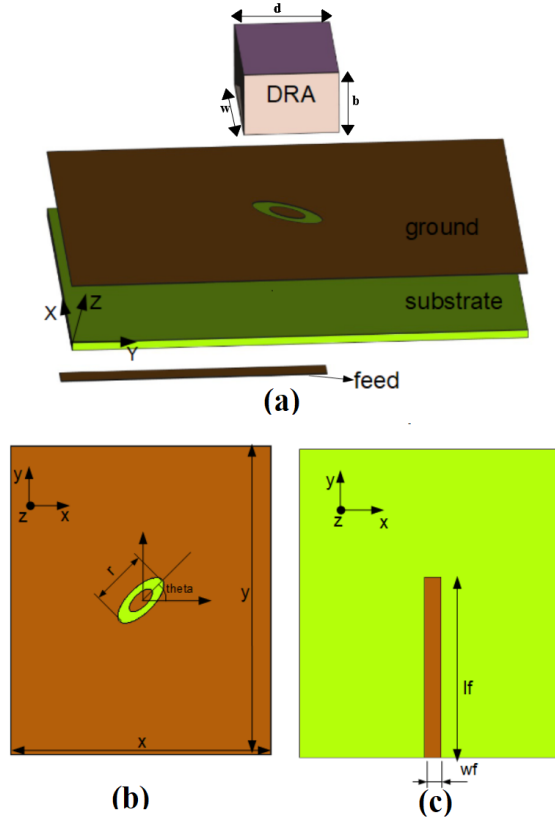 d
DRA
b
w
ground
substrate
X
Z
Y
feed
(a)
y
z
x
r
theta
y
x
(b)
y
z
x
lf
wf
(c)